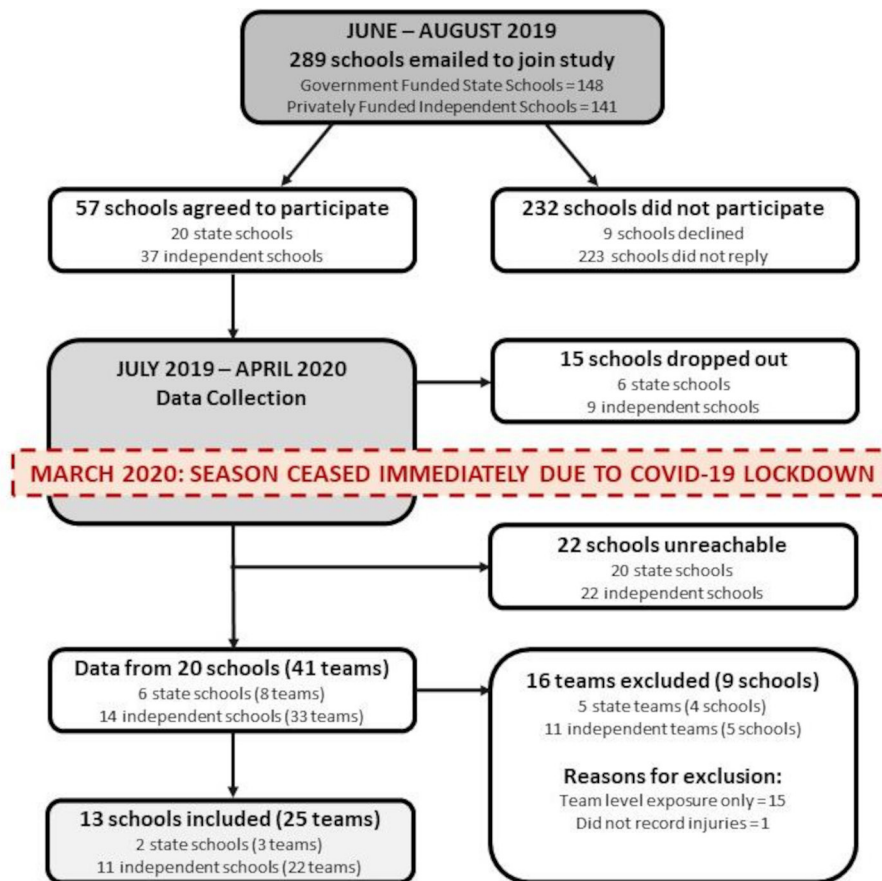 JUNE – AUGUST 2019
289 schools emailed to join study
Government Funded State Schools = 148
Privately Funded Independent Schools = 141
57 schools agreed to participate
20 state schools
37 independent schools
232 schools did not participate
9 schools declined
223 schools did not reply
JULY 2019 – APRIL 2020
Data Collection
15 schools dropped out
6 state schools
9 independent schools
MARCH 2020: SEASON CEASED IMMEDIATELY DUE TO COVID-19 LOCKDOWN
22 schools unreachable
20 state schools
22 independent schools
Data from 20 schools (41 teams)
6 state schools (8 teams)
14 independent schools (33 teams)
16 teams excluded (9 schools)
5 state teams (4 schools)
11 independent teams (5 schools)
Reasons for exclusion:
Team level exposure only = 15
Did not record injuries = 1
13 schools included (25 teams)
2 state schools (3 teams)
11 independent schools (22 teams)